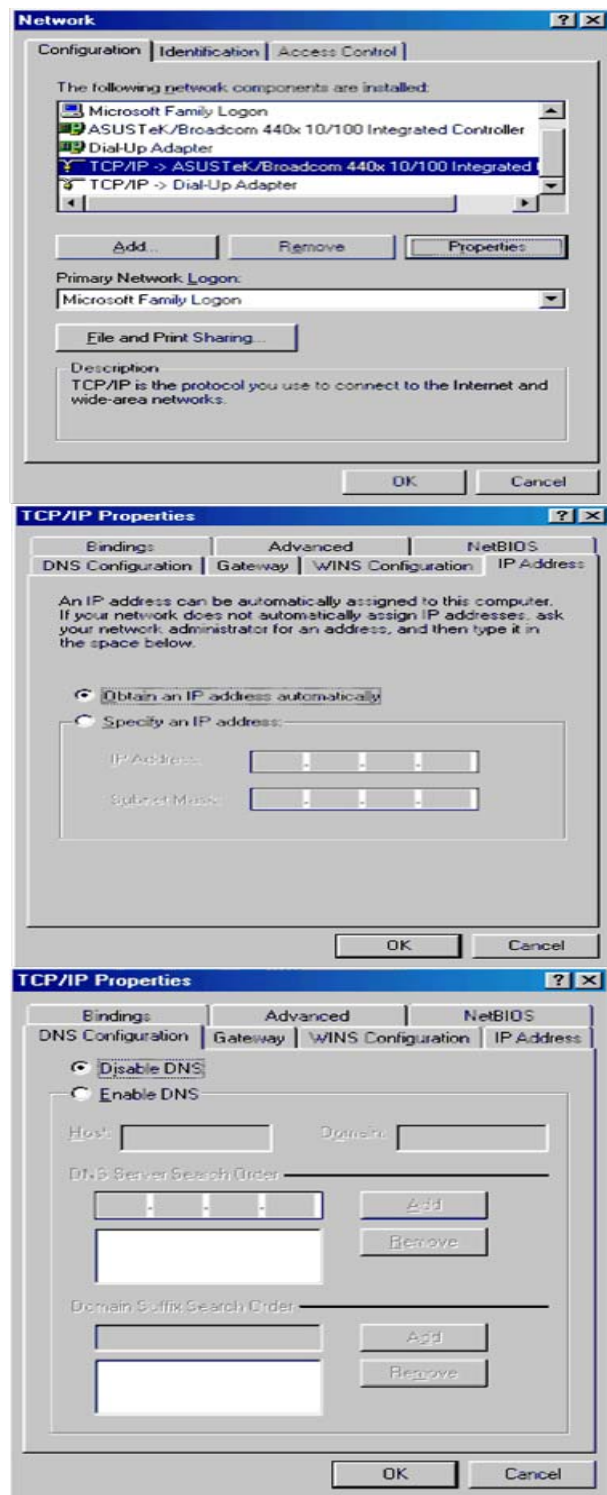 Network
Configuration Identification Access Control
The following network components are installed:
Microsoft Family Logon
ASUSTeK/Broadcom 440x 10/100 Integrated Controller
Dial-Up Adapter
TCP/IP -> ASUSTeK/Broadcom 440x 10/100 Integrated
TCP/IP -> Dial-Up Adapter
Add... Remove Properties
Primary Network Logon:
Microsoft Family Logon
File and Print Sharing...
Description
TCP/IP is the protocol you use to connect to the Internet and
wide-area networks.
OK Cancel
TCP/IP Properties
Bindings Advanced NetBIOS
DNS Configuration Gateway WINS Configuration IP Address
An IP address can be automatically assigned to this computer.
If your network does not automatically assign IP addresses, ask
your network administrator for an address, and then type it in
the space below.
Obtain an IP address automatically
Specify an IP address:
IP Address:
Subnet Mask:
OK Cancel
TCP/IP Properties
Bindings Advanced NetBIOS
DNS Configuration Gateway WINS Configuration IP Address
Disable DNS
Enable DNS
Host: Domain:
DNS Server Search Order
Add
Remove
Domain Suffix Search Order
Add
Remove
OK Cancel